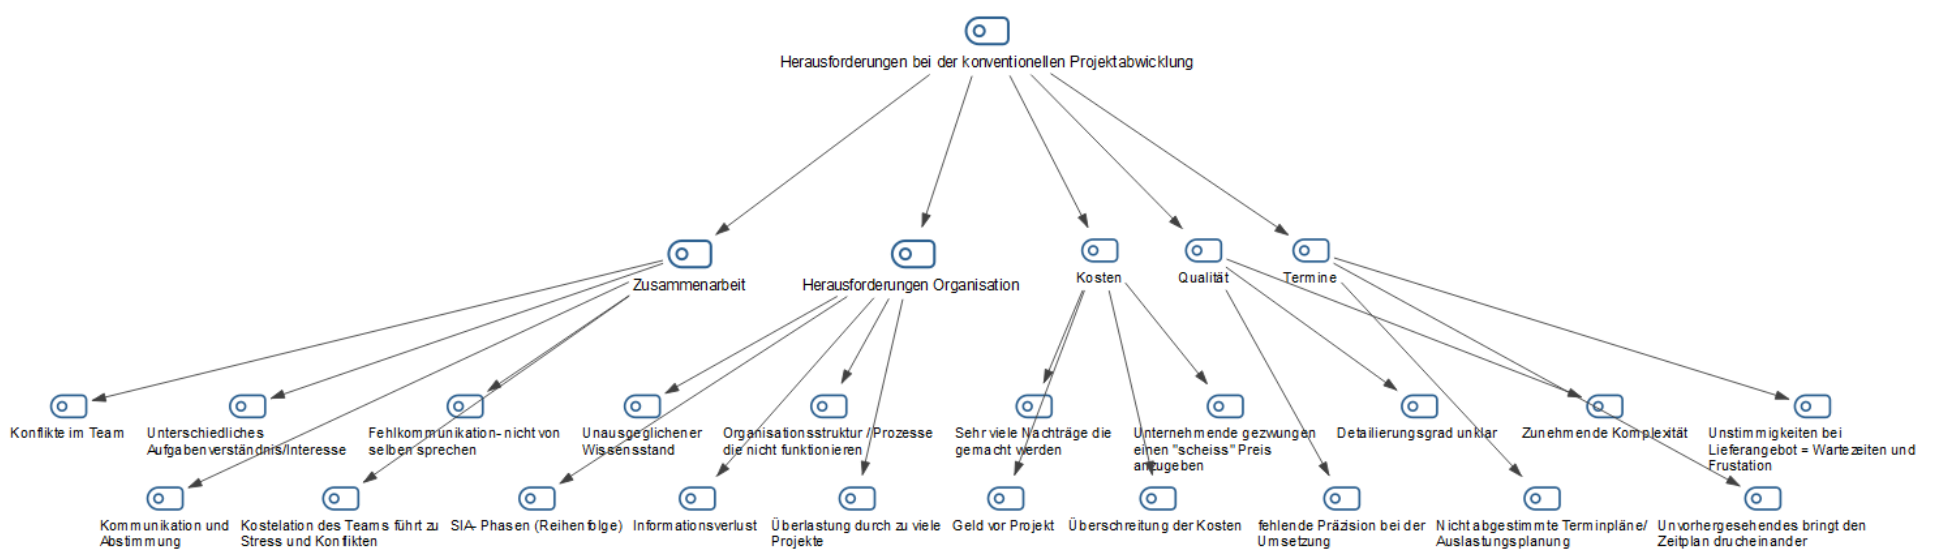 Herausforderungen bei der konventionellen Projektabwicklung
Zusammenarbeit
Herausforderungen Organisation
Kosten
Qualität
Termine
Konflikte im Team
Unterschiedliches
Aufgabenverständnis/Interesse
Fehlkommunikation- nicht von
selben sprechen
Unausgeglichener
Wissensstand
Organisationsstruktur / Prozesse
die nicht funktionieren
Sehr viele Nachträge die
gemacht werden
Unternehmende gezwungen
einen "scheiss" Preis
anzugeben
Detailierungsgrad unklar
Zunehmende Komplexität
Unstimmigkeiten bei
Lieferangebot = Wartezeiten und
Frustation
Kommunikation und
Abstimmung
Kostelation des Teams führt zu
Stress und Konflikten
SIA- Phasen (Reihenfolge)
Informationsverlust
Überlastung durch zu viele
Projekte
Geld vor Projekt
Überschreitung der Kosten
fehlende Präzision bei der
Umsetzung
Nicht abgestimmte Terminpläne/
Auslastungsplanung
Unvorhergesehendes bringt den
Zeitplan drucheinander